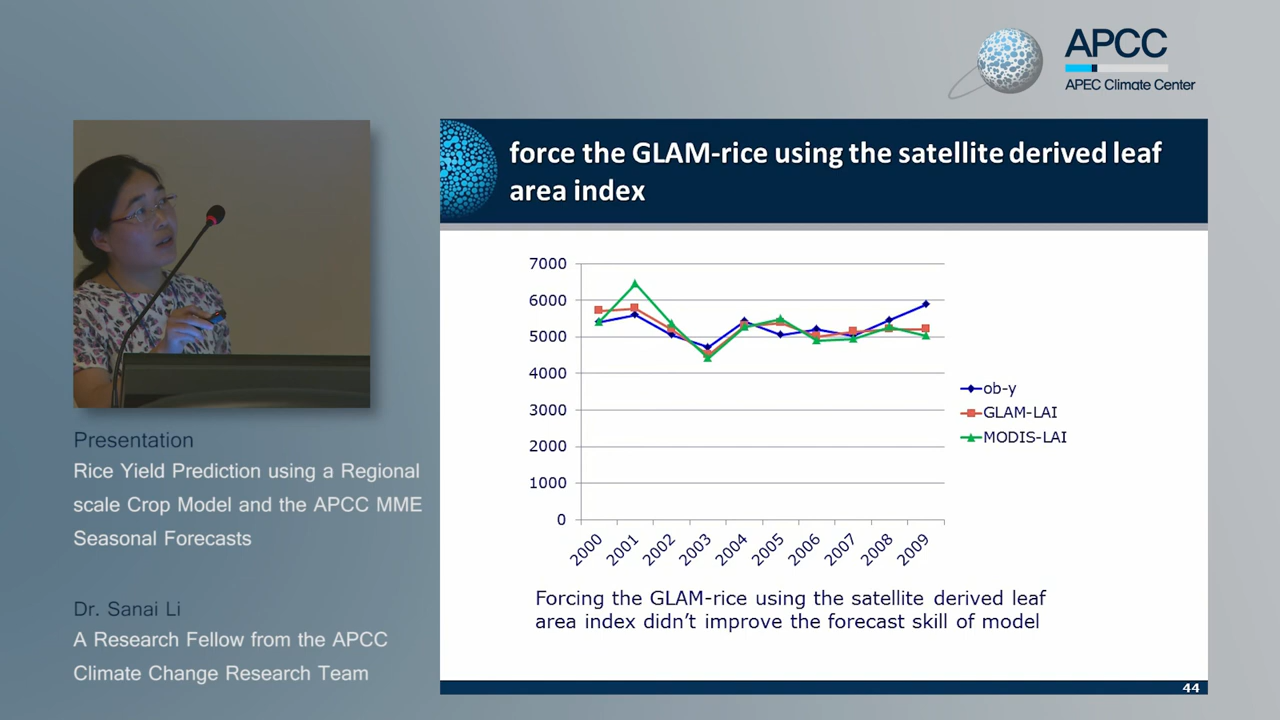 APCC
APEC Climate Center
force the GLAM-rice using the satellite derived leaf
area index
7000
6000
5000
4000
3000
2000
1000
0
2000
2001
2002
2003
2004
2005
2006
2007
2008
2009
ob-y
GLAM-LAI
MODIS-LAI
Forcing the GLAM-rice using the satellite derived leaf
area index didn't improve the forecast skill of model
44
Presentation
Rice Yield Prediction using a Regional
scale Crop Model and the APCC MME
Seasonal Forecasts
Dr. Sanai Li
A Research Fellow from the APCC
Climate Change Research Team